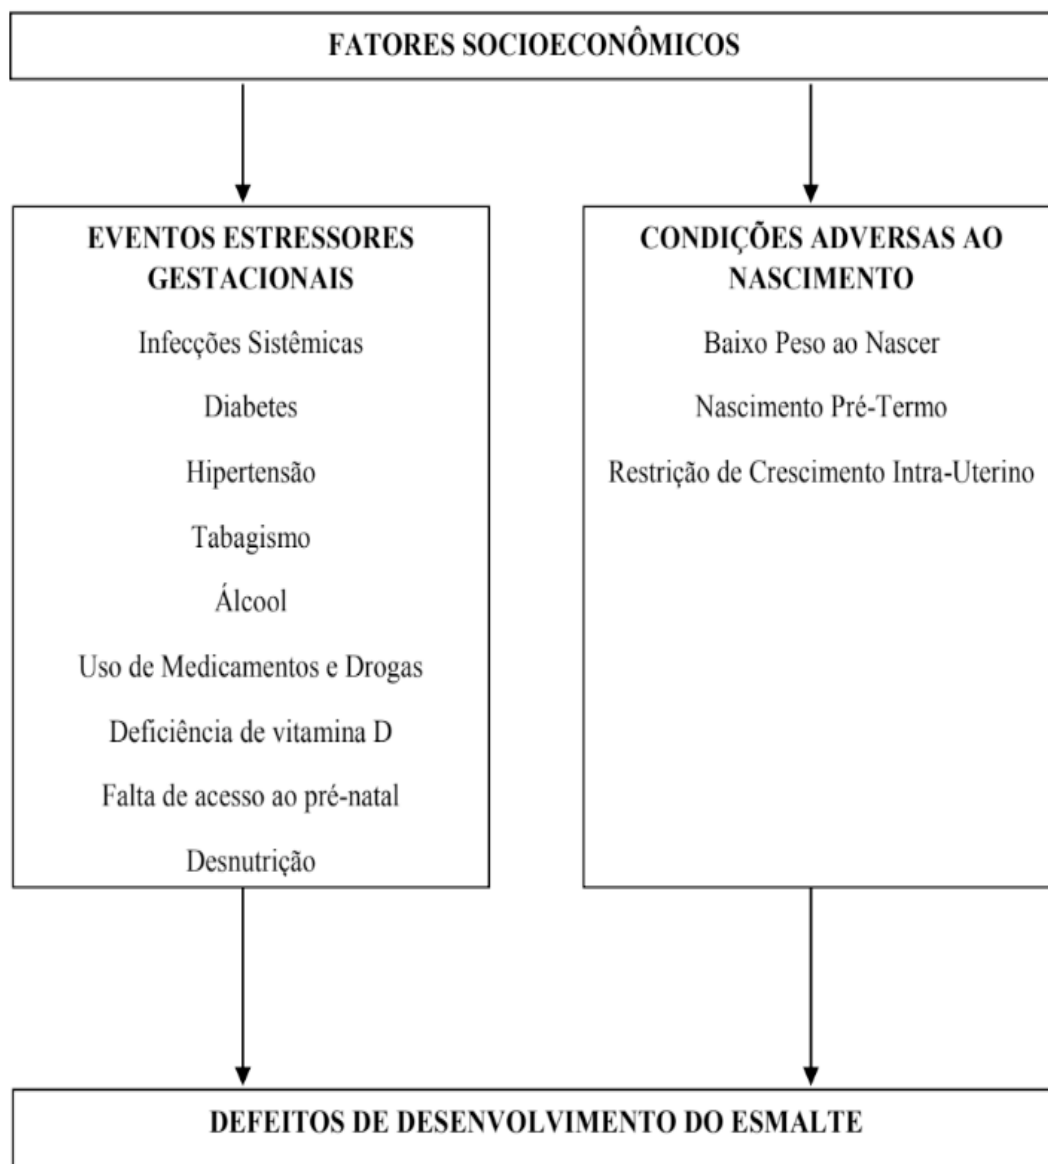 FATORES SOCIOECONÔMICOS
EVENTOS ESTRESSORES
GESTACIONAIS
Infecções Sistêmicas
Diabetes
Hipertensão
Tabagismo
Álcool
Uso de Medicamentos e Drogas
Deficiência de vitamina D
Falta de acesso ao pré-natal
Desnutrição
CONDIÇÕES ADVERSAS AO
NASCIMENTO
Baixo Peso ao Nascer
Nascimento Pré-Termo
Restrição de Crescimento Intra-Uterino
DEFEITOS DE DESENVOLVIMENTO DO ESMALTE